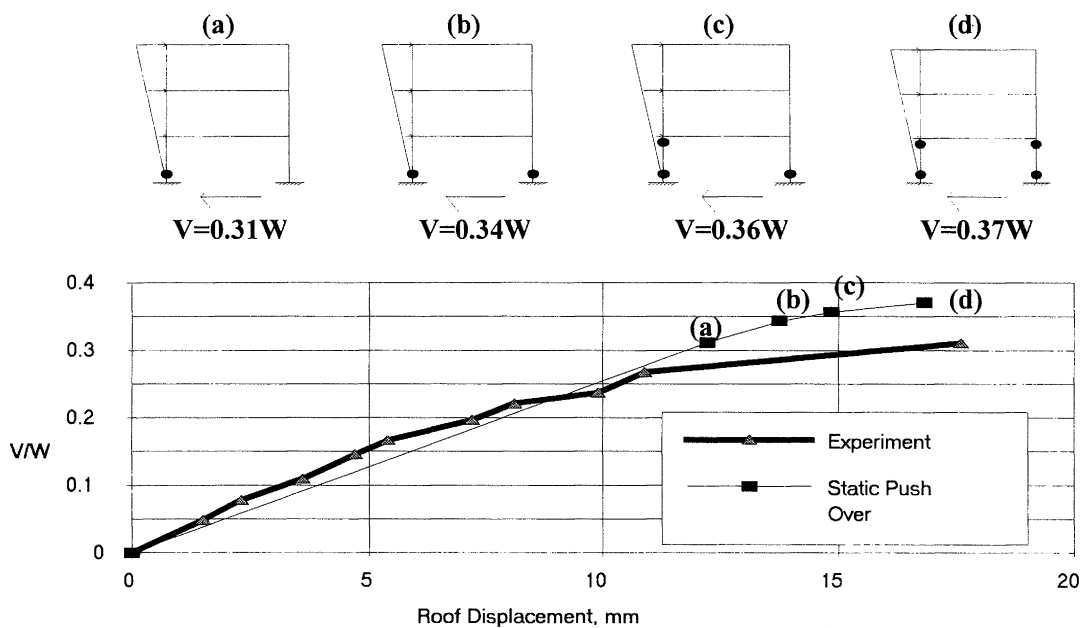 (a)
(b)
(c)
(d)
V=0.31W
V=0.34W
V=0.36W
V=0.37W
0.4
0.3
0.2
0.1
0
V/W
(a)
(b)
(c)
(d)
Experiment
Static Push
Over
0
5
10
15
20
Roof Displacement, mm